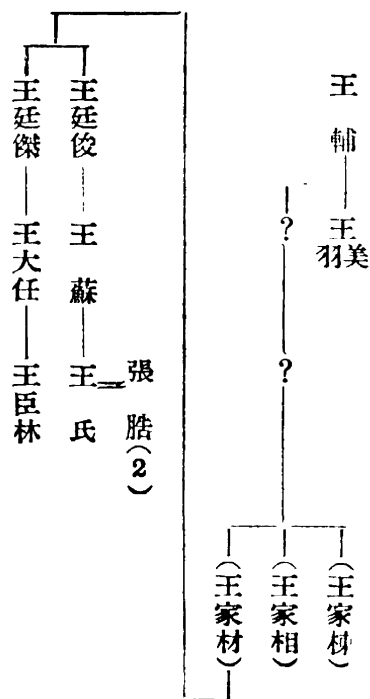 王輔
王羽美
?
?
(王家棟)
(王家相)
(王家材)
張晧(2)
王廷俊
王蘇
王氏
王廷傑
王大任
王臣林